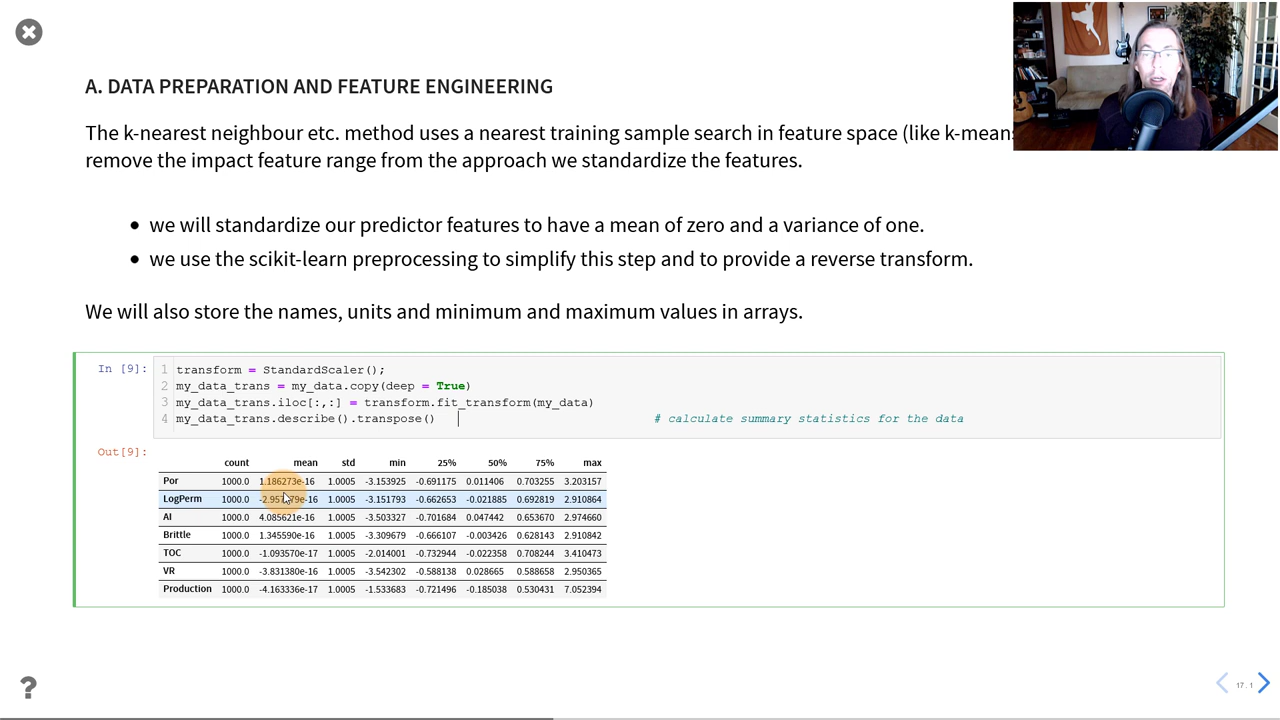 A. DATA PREPARATION AND FEATURE ENGINEERING
The k-nearest neighbour etc. method uses a nearest training sample search in feature space (like k-means
remove the impact feature range from the approach we standardize the features.
• we will standardize our predictor features to have a mean of zero and a variance of one.
• we use the scikit-learn preprocessing to simplify this step and to provide a reverse transform.
We will also store the names, units and minimum and maximum values in arrays.
In [9]:
1 transform = StandardScaler();
2 my_data_trans = my_data.copy(deep = True)
3 my_data_trans.iloc[:,:] = transform.fit_transform(my_data)
4 my_data_trans.describe().transpose() # calculate summary statistics for the data
Out[9]:
count mean std min 25% 50% 75% max
Por 1000.0 1.186273e-16 1.0005 -3.153925 -0.691175 0.011406 0.703255 3.203157
LogPerm 1000.0 1.0005 -3.151793 -0.662653 -0.021885 0.692819 2.910864
AI 1000.0 4.085621e-16 1.0005 -3.503327 -0.701684 0.047442 0.653670 2.974660
Brittle 1000.0 1.345590e-16 1.0005 -3.309679 -0.666107 -0.003426 0.628143 2.910842
TOC 1000.0 -1.093570e-17 1.0005 -2.014001 -0.732944 -0.022358 0.708244 3.410473
VR 1000.0 -3.831380e-16 1.0005 -3.542302 -0.588138 0.028665 0.588658 2.950365
Production 1000.0 -4.163336e-17 1.0005 -1.533683 -0.721496 -0.185038 0.530431 7.052394
?
17.1